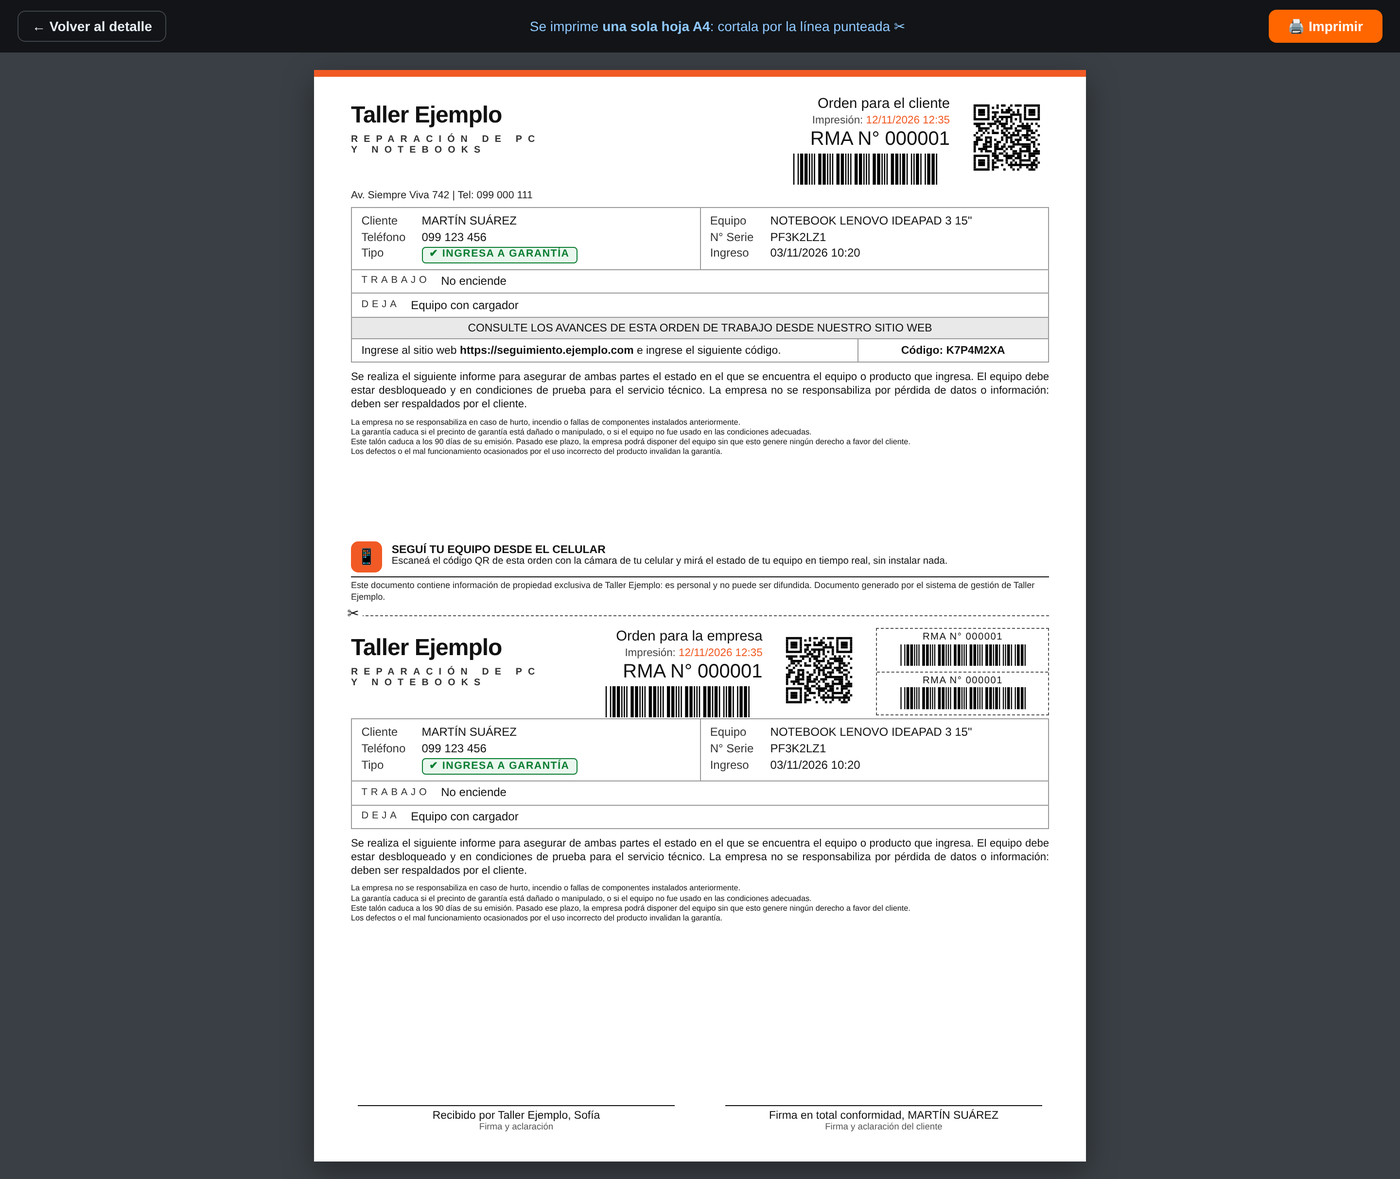 ← Volver al detalle
Se imprime una sola hoja A4: cortala por la línea punteada ✂
🖨️ Imprimir
Taller Ejemplo
REPARACIÓN DE PC
Y NOTEBOOKS
Orden para el cliente
Impresión: 12/11/2026 12:35
RMA N° 000001
Av. Siempre Viva 742 | Tel: 099 000 111
Cliente MARTÍN SUÁREZ
Teléfono 099 123 456
Tipo ✔ INGRESA A GARANTÍA
Equipo NOTEBOOK LENOVO IDEAPAD 3 15"
N° Serie PF3K2LZ1
Ingreso 03/11/2026 10:20
TRABAJO No enciende
DEJA Equipo con cargador
CONSULTE LOS AVANCES DE ESTA ORDEN DE TRABAJO DESDE NUESTRO SITIO WEB
Ingrese al sitio web https://seguimiento.ejemplo.com e ingrese el siguiente código.
Código: K7P4M2XA
Se realiza el siguiente informe para asegurar de ambas partes el estado en el que se encuentra el equipo o producto que ingresa. El equipo debe
estar desbloqueado y en condiciones de prueba para el servicio técnico. La empresa no se responsabiliza por pérdida de datos o información:
deben ser respaldados por el cliente.
La empresa no se responsabiliza en caso de hurto, incendio o fallas de componentes instalados anteriormente.
La garantía caduca si el precinto de garantía está dañado o manipulado, o si el equipo no fue usado en las condiciones adecuadas.
Este talón caduca a los 90 días de su emisión. Pasado ese plazo, la empresa podrá disponer del equipo sin que esto genere ningún derecho a favor del cliente.
Los defectos o el mal funcionamiento ocasionados por el uso incorrecto del producto invalidan la garantía.
SEGUÍ TU EQUIPO DESDE EL CELULAR
Escaneá el código QR de esta orden con la cámara de tu celular y mirá el estado de tu equipo en tiempo real, sin instalar nada.
Este documento contiene información de propiedad exclusiva de Taller Ejemplo: es personal y no puede ser difundida. Documento generado por el sistema de gestión de Taller
Ejemplo.
Taller Ejemplo
REPARACIÓN DE PC
Y NOTEBOOKS
Orden para la empresa
Impresión: 12/11/2026 12:35
RMA N° 000001
RMA N° 000001
RMA N° 000001
Cliente MARTÍN SUÁREZ
Teléfono 099 123 456
Tipo ✔ INGRESA A GARANTÍA
Equipo NOTEBOOK LENOVO IDEAPAD 3 15"
N° Serie PF3K2LZ1
Ingreso 03/11/2026 10:20
TRABAJO No enciende
DEJA Equipo con cargador
Se realiza el siguiente informe para asegurar de ambas partes el estado en el que se encuentra el equipo o producto que ingresa. El equipo debe
estar desbloqueado y en condiciones de prueba para el servicio técnico. La empresa no se responsabiliza por pérdida de datos o información:
deben ser respaldados por el cliente.
La empresa no se responsabiliza en caso de hurto, incendio o fallas de componentes instalados anteriormente.
La garantía caduca si el precinto de garantía está dañado o manipulado, o si el equipo no fue usado en las condiciones adecuadas.
Este talón caduca a los 90 días de su emisión. Pasado ese plazo, la empresa podrá disponer del equipo sin que esto genere ningún derecho a favor del cliente.
Los defectos o el mal funcionamiento ocasionados por el uso incorrecto del producto invalidan la garantía.
Recibido por Taller Ejemplo, Sofía
Firma y aclaración
Firma en total conformidad, MARTÍN SUÁREZ
Firma y aclaración del cliente